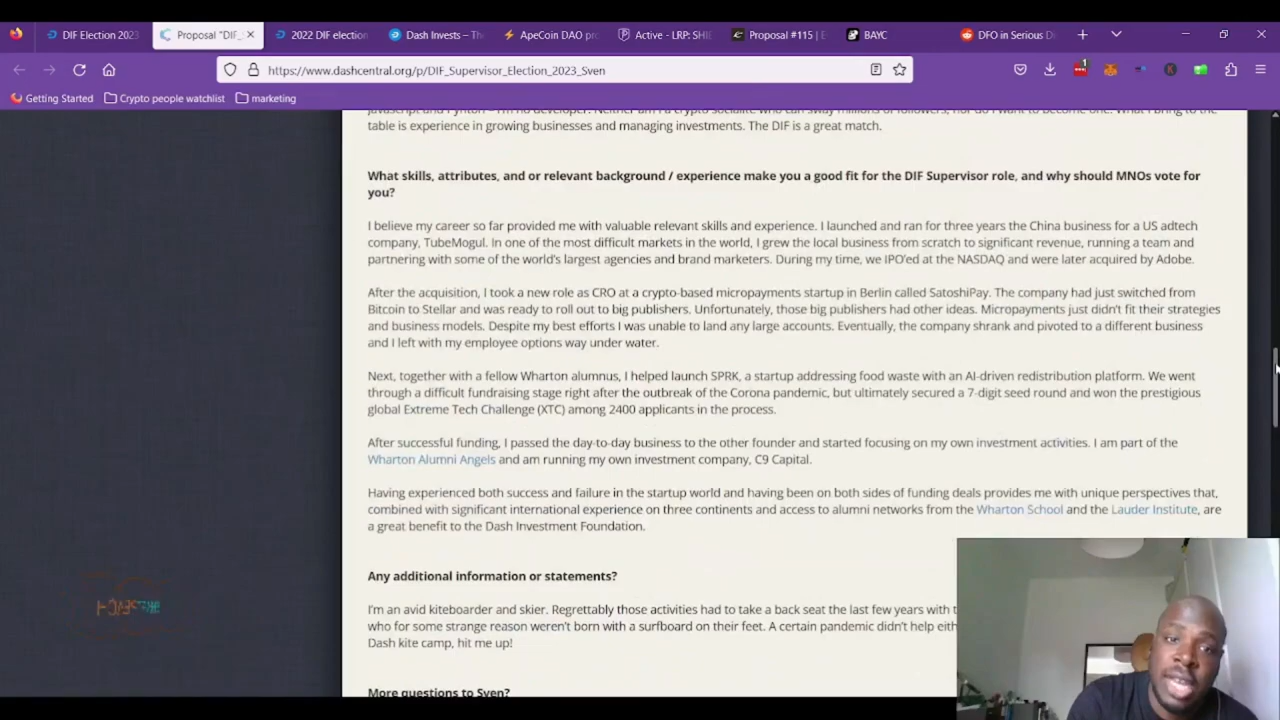 DIF Election 2023
Proposal "DIF_
2022 DIF election
Dash Invests – Th
ApeCoin DAO pro
Active - LRP: SHIE
Proposal #115 | E
BAYC
DFO in Serious De
https://www.dashcentral.org/p/DIF_Supervisor_Election_2023_Sven
1
Getting Started
Crypto people watchlist
marketing
table is experience in growing businesses and managing investments. The DIF is a great match.
What skills, attributes, and or relevant background / experience make you a good fit for the DIF Supervisor role, and why should MNOs vote for
you?
I believe my career so far provided me with valuable relevant skills and experience. I launched and ran for three years the China business for a US adtech
company, TubeMogul. In one of the most difficult markets in the world, I grew the local business from scratch to significant revenue, running a team and
partnering with some of the world's largest agencies and brand marketers. During my time, we IPO'ed at the NASDAQ and were later acquired by Adobe.
After the acquisition, I took a new role as CRO at a crypto-based micropayments startup in Berlin called SatoshiPay. The company had just switched from
Bitcoin to Stellar and was ready to roll out to big publishers. Unfortunately, those big publishers had other ideas. Micropayments just didn't fit their strategies
and business models. Despite my best efforts I was unable to land any large accounts. Eventually, the company shrank and pivoted to a different business
and I left with my employee options way under water.
Next, together with a fellow Wharton alumnus, I helped launch SPRK, a startup addressing food waste with an AI-driven redistribution platform. We went
through a difficult fundraising stage right after the outbreak of the Corona pandemic, but ultimately secured a 7-digit seed round and won the prestigious
global Extreme Tech Challenge (XTC) among 2400 applicants in the process.
After successful funding, I passed the day-to-day business to the other founder and started focusing on my own investment activities. I am part of the
Wharton Alumni Angels and am running my own investment company, C9 Capital.
Having experienced both success and failure in the startup world and having been on both sides of funding deals provides me with unique perspectives that,
combined with significant international experience on three continents and access to alumni networks from the Wharton School and the Lauder Institute, are
a great benefit to the Dash Investment Foundation.
Any additional information or statements?
I'm an avid kiteboarder and skier. Regrettably those activities had to take a back seat the last few years with
who for some strange reason weren't born with a surfboard on their feet. A certain pandemic didn't help
Dash kite camp, hit me up!
More questions to Sven?